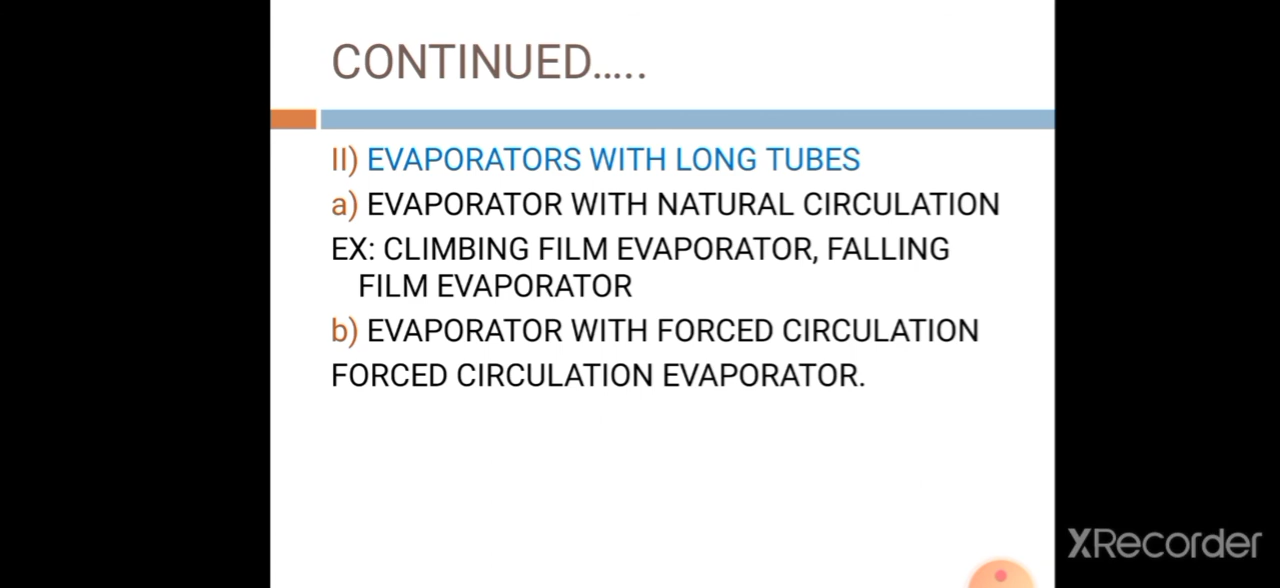 CONTINUED.....
II) EVAPORATORS WITH LONG TUBES
a) EVAPORATOR WITH NATURAL CIRCULATION
EX: CLIMBING FILM EVAPORATOR, FALLING
FILM EVAPORATOR
b) EVAPORATOR WITH FORCED CIRCULATION
FORCED CIRCULATION EVAPORATOR.
XRecorder